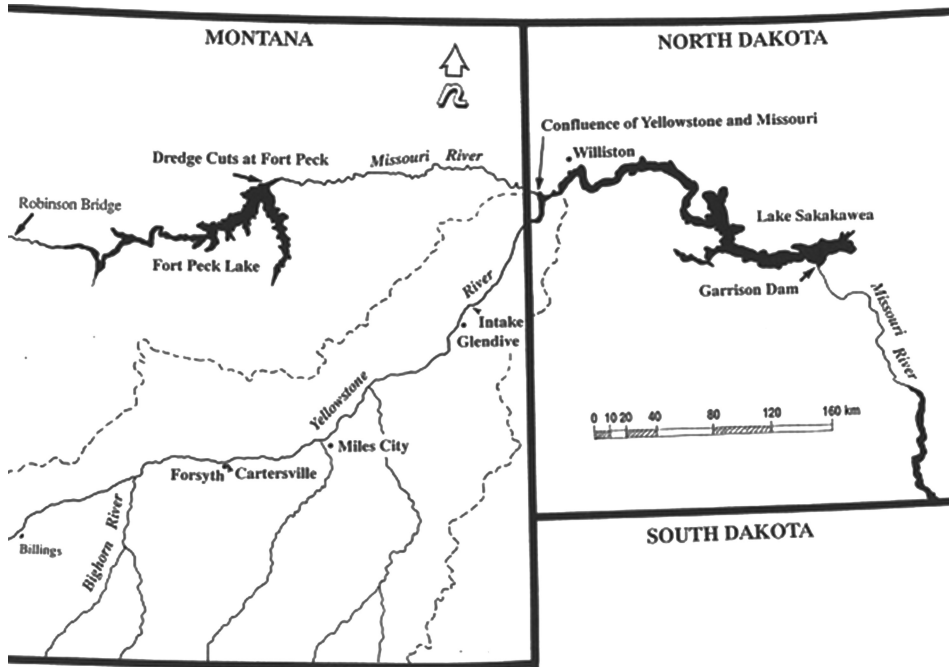 MONTANA
NORTH DAKOTA
Confluence of Yellowstone and Missouri
Dredge Cuts at Fort Peck
Missouri River
Williston
Robinson Bridge
Lake Sakakawea
Fort Peck Lake
Garrison Dam
River
Missouri River
Intake
Glendive
Yellowstone
0 10 20 40 80 120 160 km
Miles City
Forsyth
Cartersville
Bighorn River
Billings
SOUTH DAKOTA